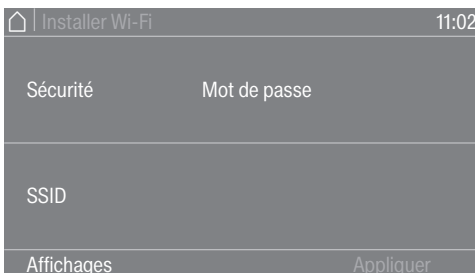 Installer Wi-Fi 11:02
Sécurité Mot de passe
SSID
Affichages Appliquer